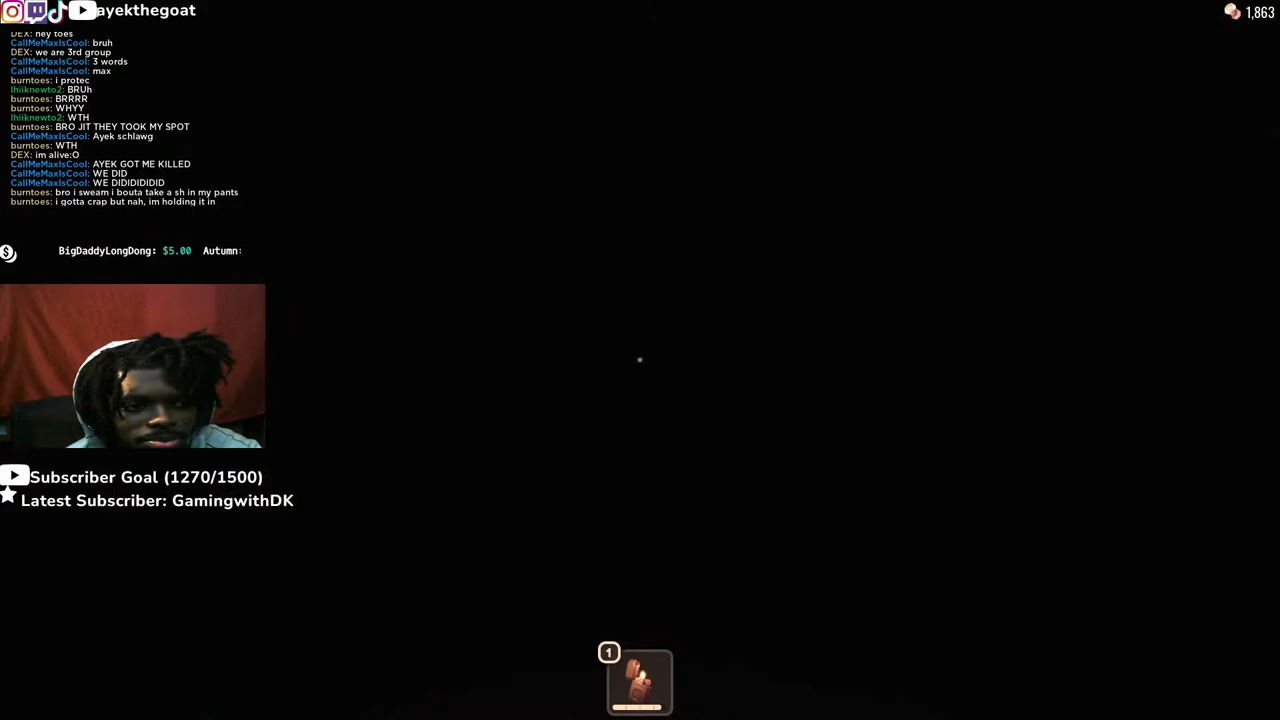 ayekthegoat
1,863
DEX: hey toes
CallMeMaxIsCool: bruh
DEX: we are 3rd group
CallMeMaxIsCool: 3 words
CallMeMaxIsCool: max
burntoes: i protec
Ihiiknewto2: BRUh
burntoes: BRRRR
burntoes: WHYY
Ihiiknewto2: WTH
burntoes: BRO JIT THEY TOOK MY SPOT
CallMeMaxIsCool: Ayek schlawg
burntoes: WTH
DEX: im alive:O
CallMeMaxIsCool: AYEK GOT ME KILLED
CallMeMaxIsCool: WE DID
CallMeMaxIsCool: WE DIDIDIDIDID
burntoes: bro i sweam i bouta take a sh in my pants
burntoes: i gotta crap but nah, im holding it in
BigDaddyLongDong: $5.00 Autumn:
Subscriber Goal (1270/1500)
Latest Subscriber: GamingwithDK
1